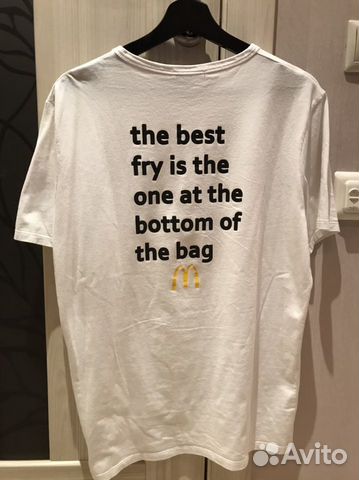 the best
fry is the
one at the
bottom of
the bag
Avito